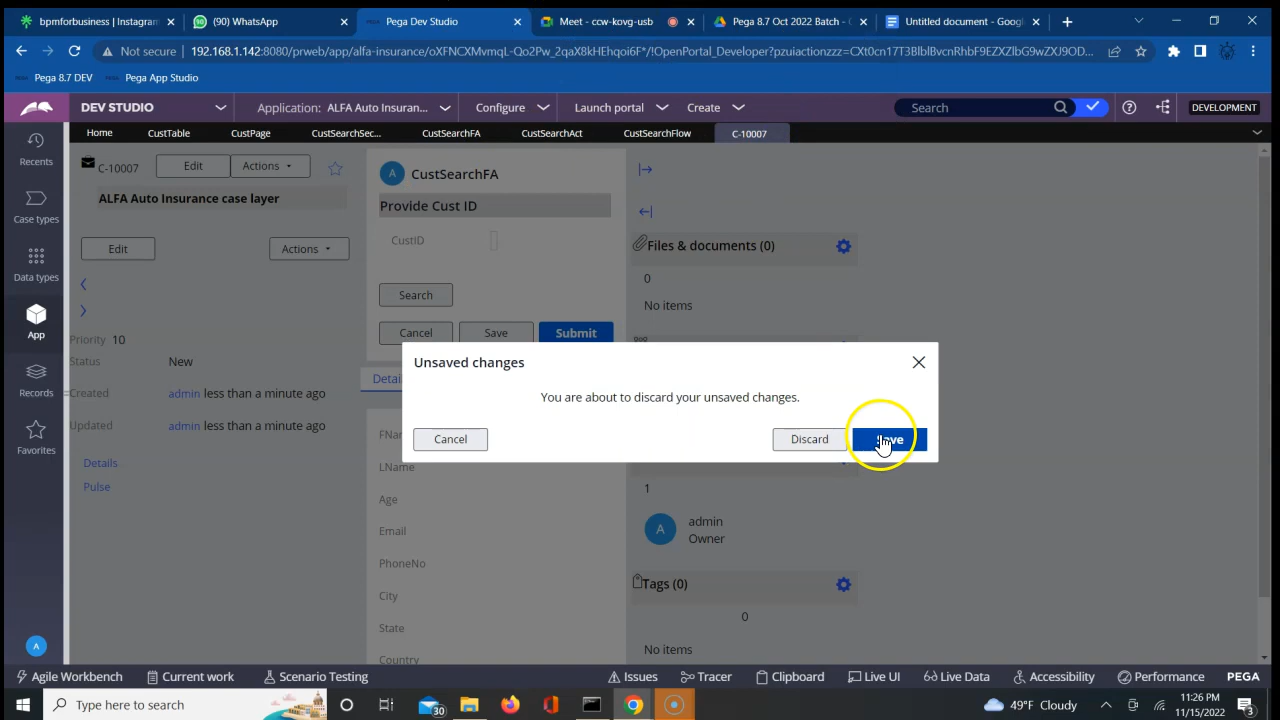 bpmforbusiness | Instagram
(90) WhatsApp
Pega Dev Studio
Meet - ccw-kovg-usb
Pega 8.7 Oct 2022 Batch -
Untitled document - Google
Not secure | 192.168.1.142:8080/prweb/app/alfa-insurance/oXFNCXMvmqL-Qo2Pw_2qaX8kHEhqoi6F*/!OpenPortal_Developer?pzuiactionzzz=CXt0cn17T3BlblBvcnRhbF9EZXZlbG9wZXJ9OD...
Pega 8.7 DEV
Pega App Studio
DEV STUDIO
Application: ALFA Auto Insuran...
Configure
Launch portal
Create
Search
DEVELOPMENT
Home
CustTable
CustPage
CustSearchSec...
CustSearchFA
CustSearchAct
CustSearchFlow
C-10007
Recents
Case types
Data types
App
Records
Favorites
A
C-10007
Edit
Actions
ALFA Auto Insurance case layer
Edit
Actions
Priority 10
Status New
Created admin less than a minute ago
Updated admin less than a minute ago
Details
Pulse
A CustSearchFA
Provide Cust ID
CustID
Search
Cancel
Save
Submit
FName
LName
Age
Email
PhoneNo
City
State
Country
Files & documents (0)
0
No items
Unsaved changes
You are about to discard your unsaved changes.
Cancel
Discard
1
A
admin
Owner
Tags (0)
0
No items
Agile Workbench
Current work
Scenario Testing
Issues
Tracer
Clipboard
Live UI
Live Data
Accessibility
Performance
PEGA
Type here to search
30
49°F Cloudy
11:26 PM
11/15/2022
3